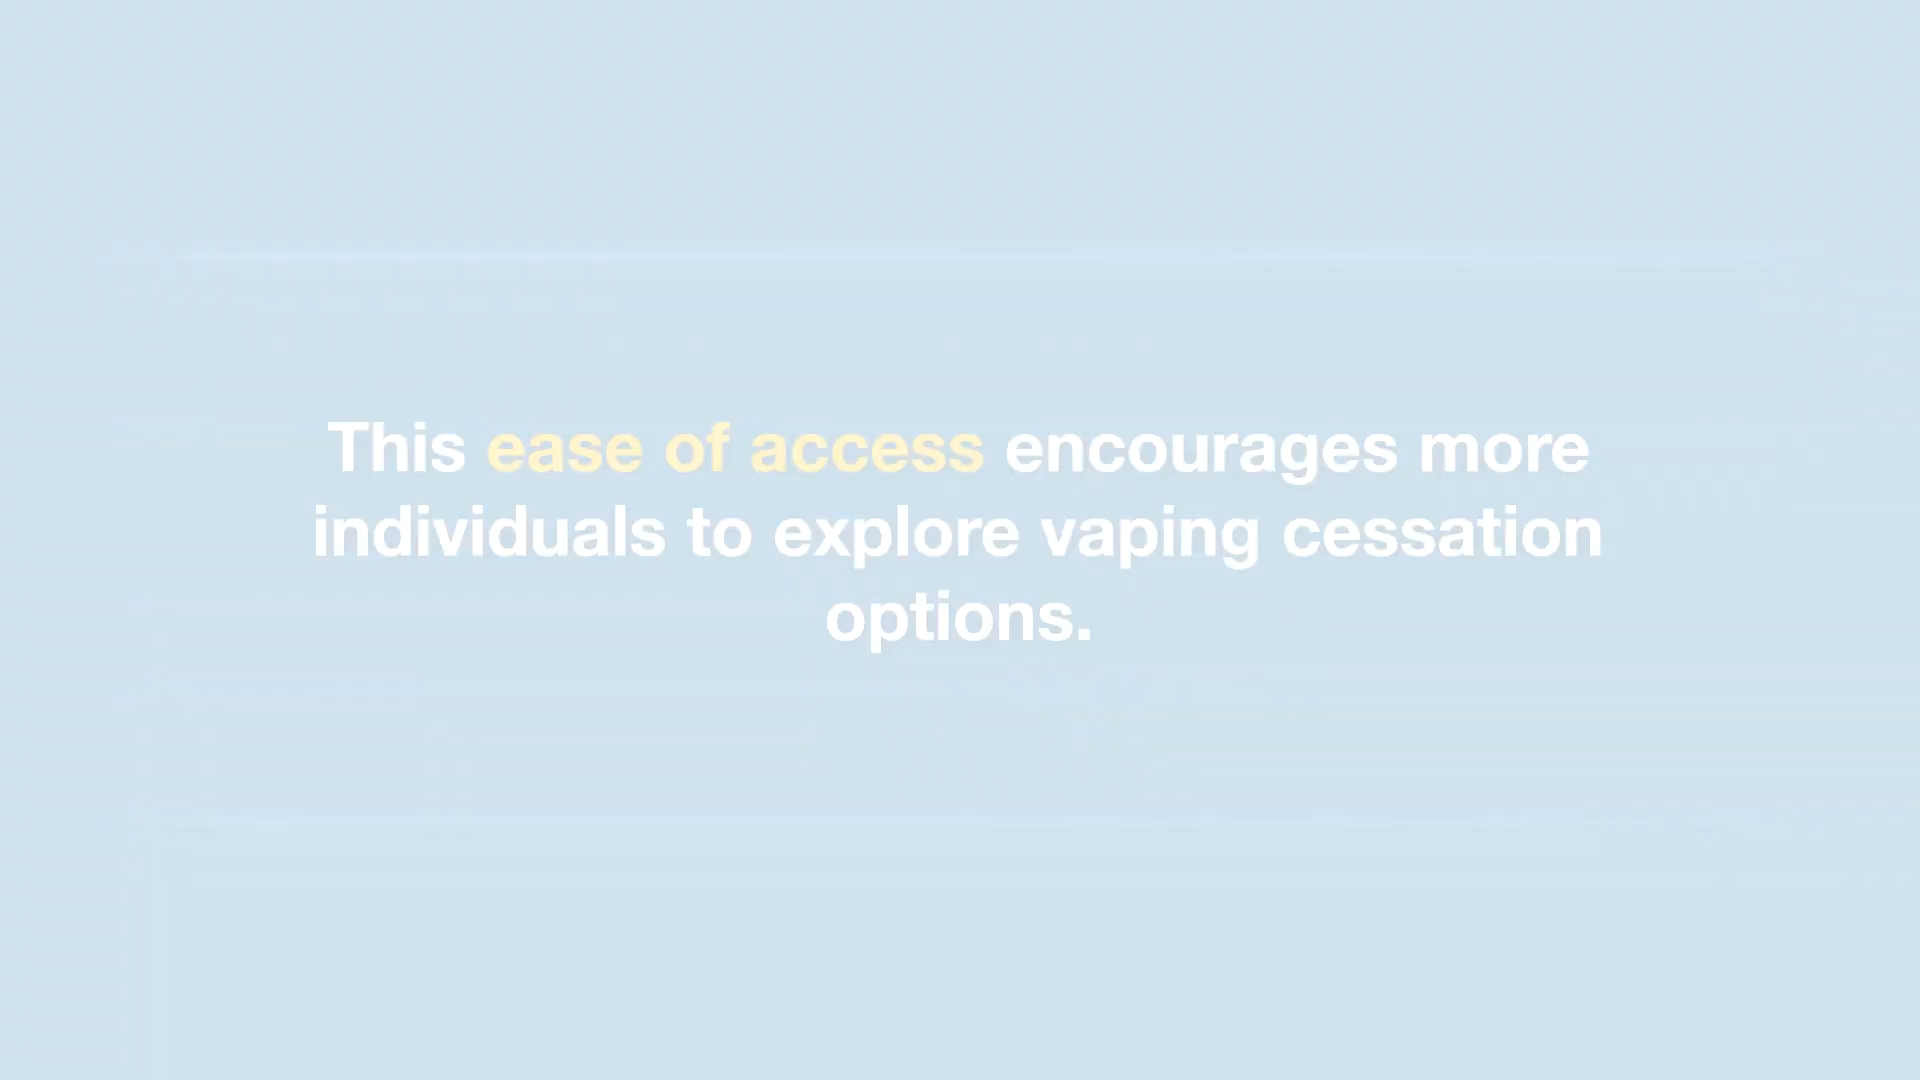 This ease of access encourages more
individuals to explore vaping cessation
options.